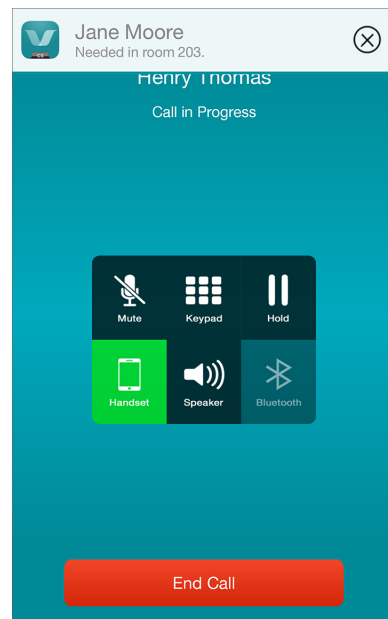 Jane Moore
Needed in room 203.
Henry Thomas
Call in Progress
Mute Keypad Hold
Handset Speaker Bluetooth
End Call